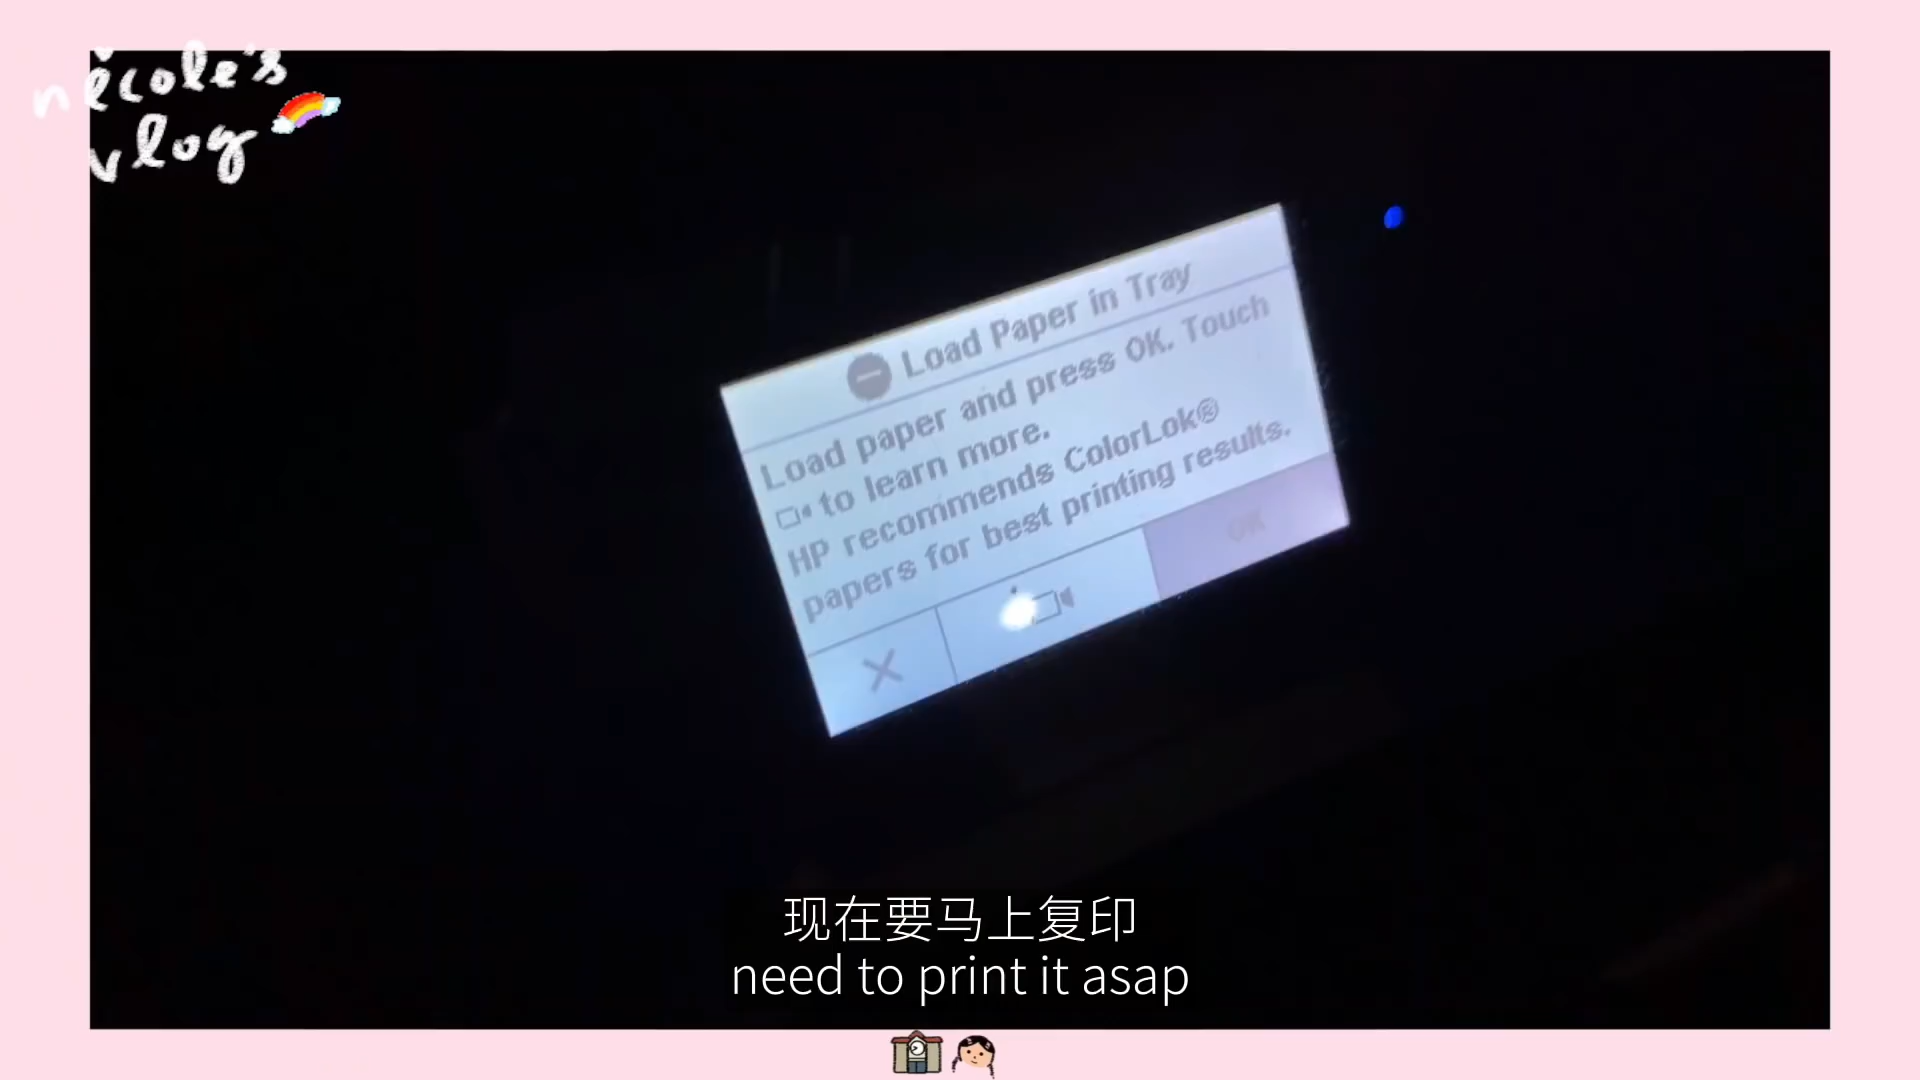 nicole's
vlog
Load Paper in Tray
Load paper and press OK. Touch
to learn more.
HP recommends ColorLok®
papers for best printing results.
OK
现在要马上复印
need to print it asap